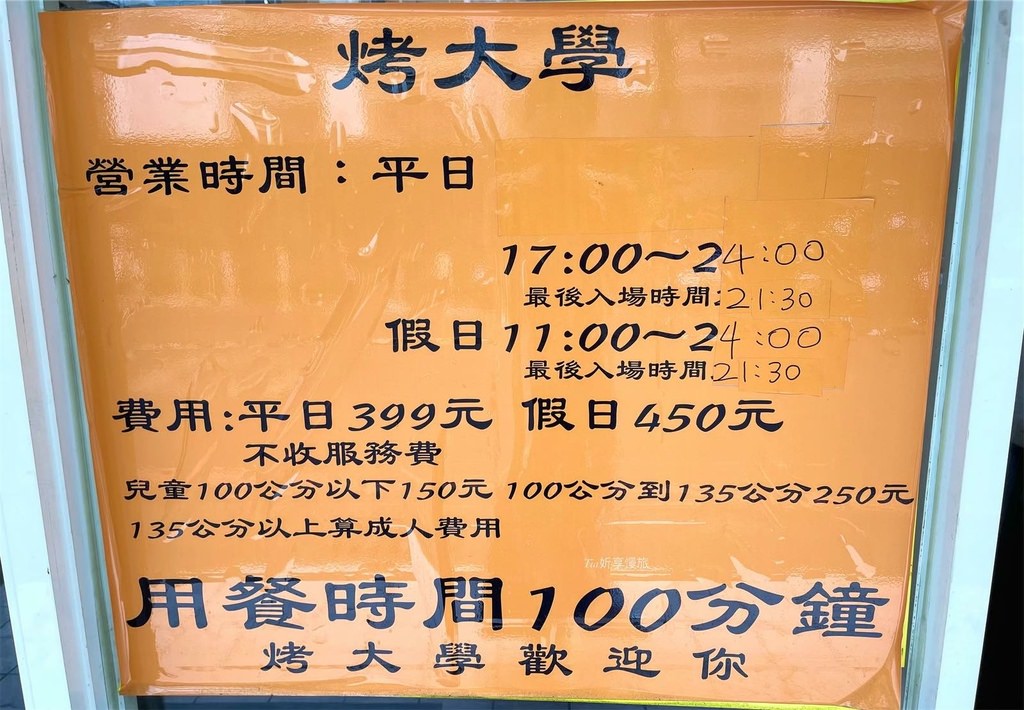 烤大學
營業時間：平日
17:00～24:00
最後入場時間:21:30
假日11:00～24:00
最後入場時間:21:30
費用:平日399元 假日450元
不收服務費
兒童100公分以下150元 100公分到135公分250元
135公分以上算成人費用
用餐時間100分鐘
烤大學歡迎你